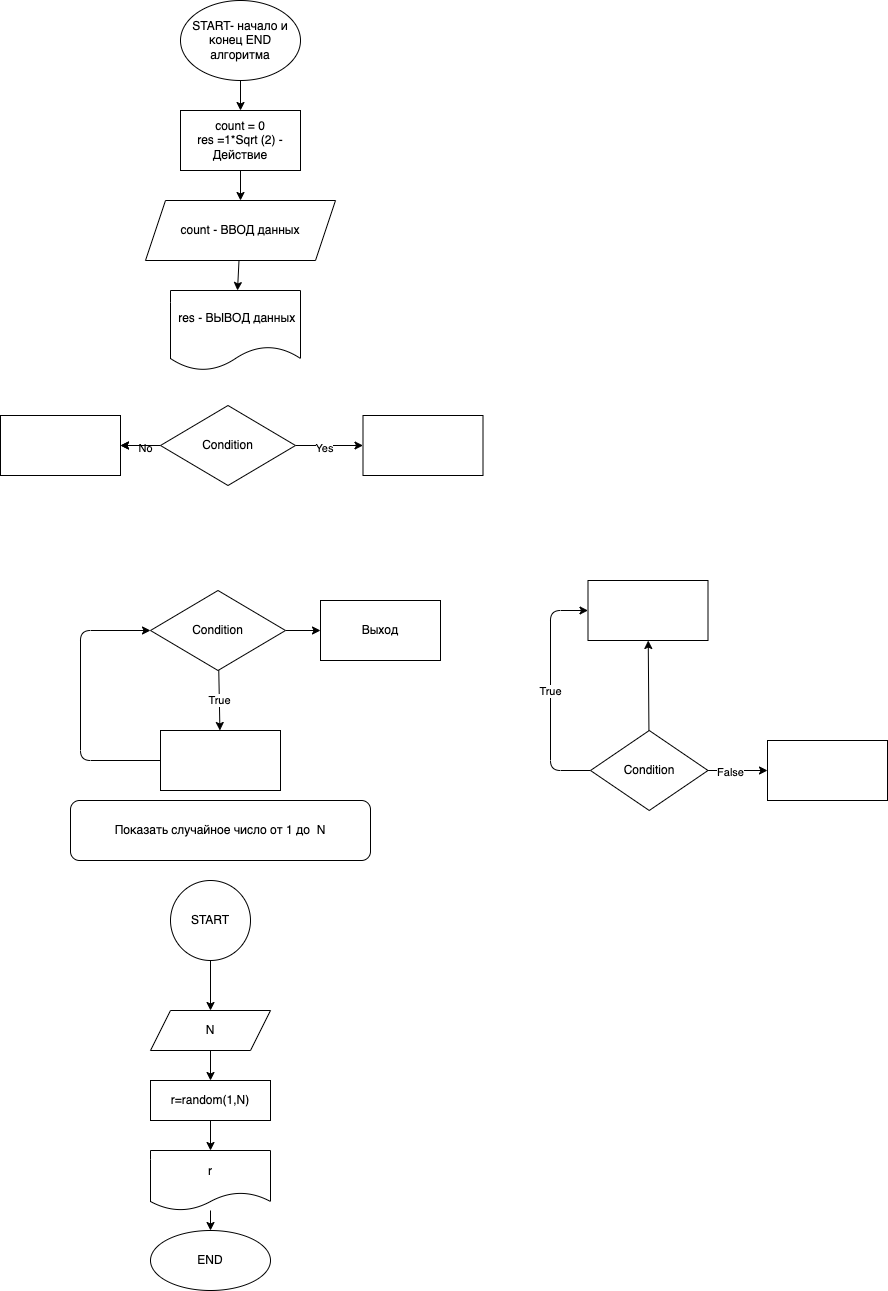 START- начало и
конец END
алгоритма
count = 0
res =1*Sqrt (2) -
Действие
count - ВВОД данных
res - ВЫВОД данных
No
Condition
Yes
Condition
Выход
True
True
Condition
False
Показать случайное число от 1 до N
START
N
r=random(1,N)
r
END